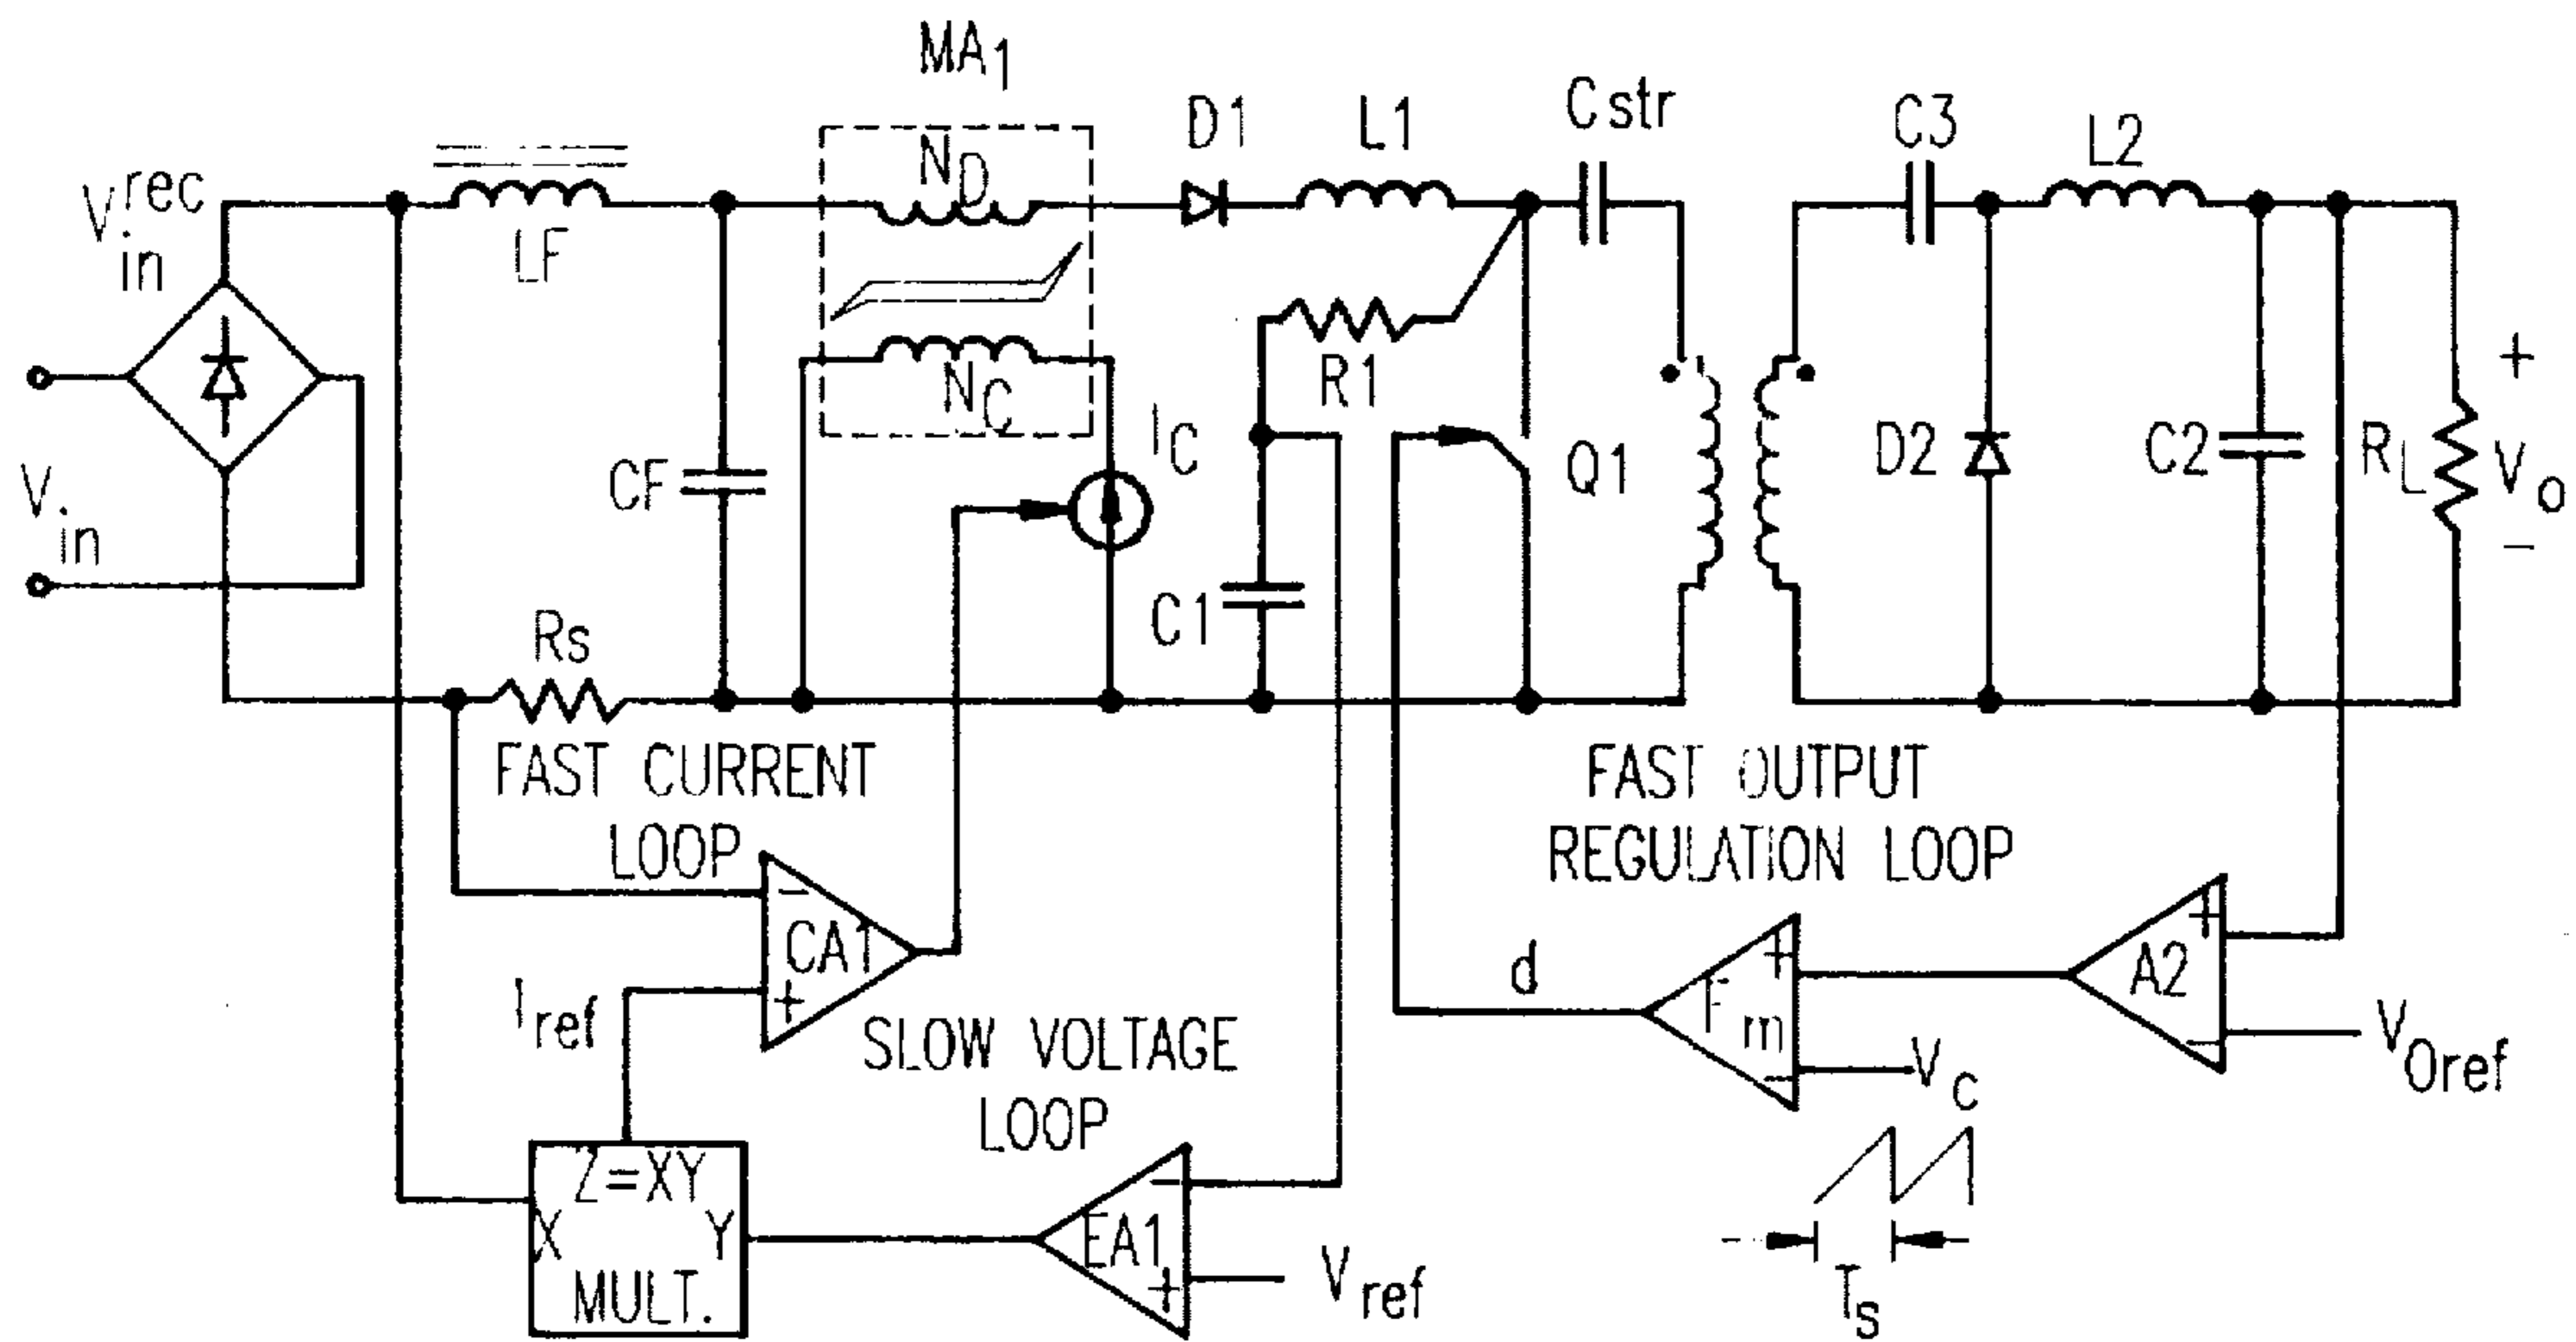 MA1
V in rec
LF
ND
NC
D1
L1
Cstr
C3
L2
R1
IC
CF
Q1
D2
C2
RL
+
Vo
-
Vin
Rs
C1
FAST CURRENT
LOOP
FAST OUTPUT
REGULATION LOOP
-
CA1
+
Iref
SLOW VOLTAGE
LOOP
d
+
Fm
-
Vc
+
A2
-
VOref
Z=XY
X
Y
MULT.
-
EA1
+
Vref
Ts